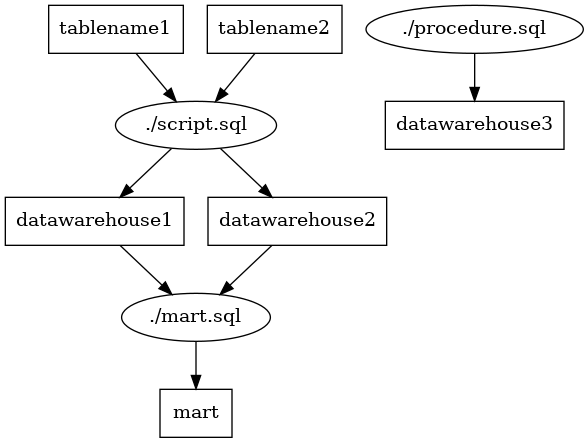 tablename1
tablename2
./procedure.sql
./script.sql
datawarehouse3
datawarehouse1
datawarehouse2
./mart.sql
mart